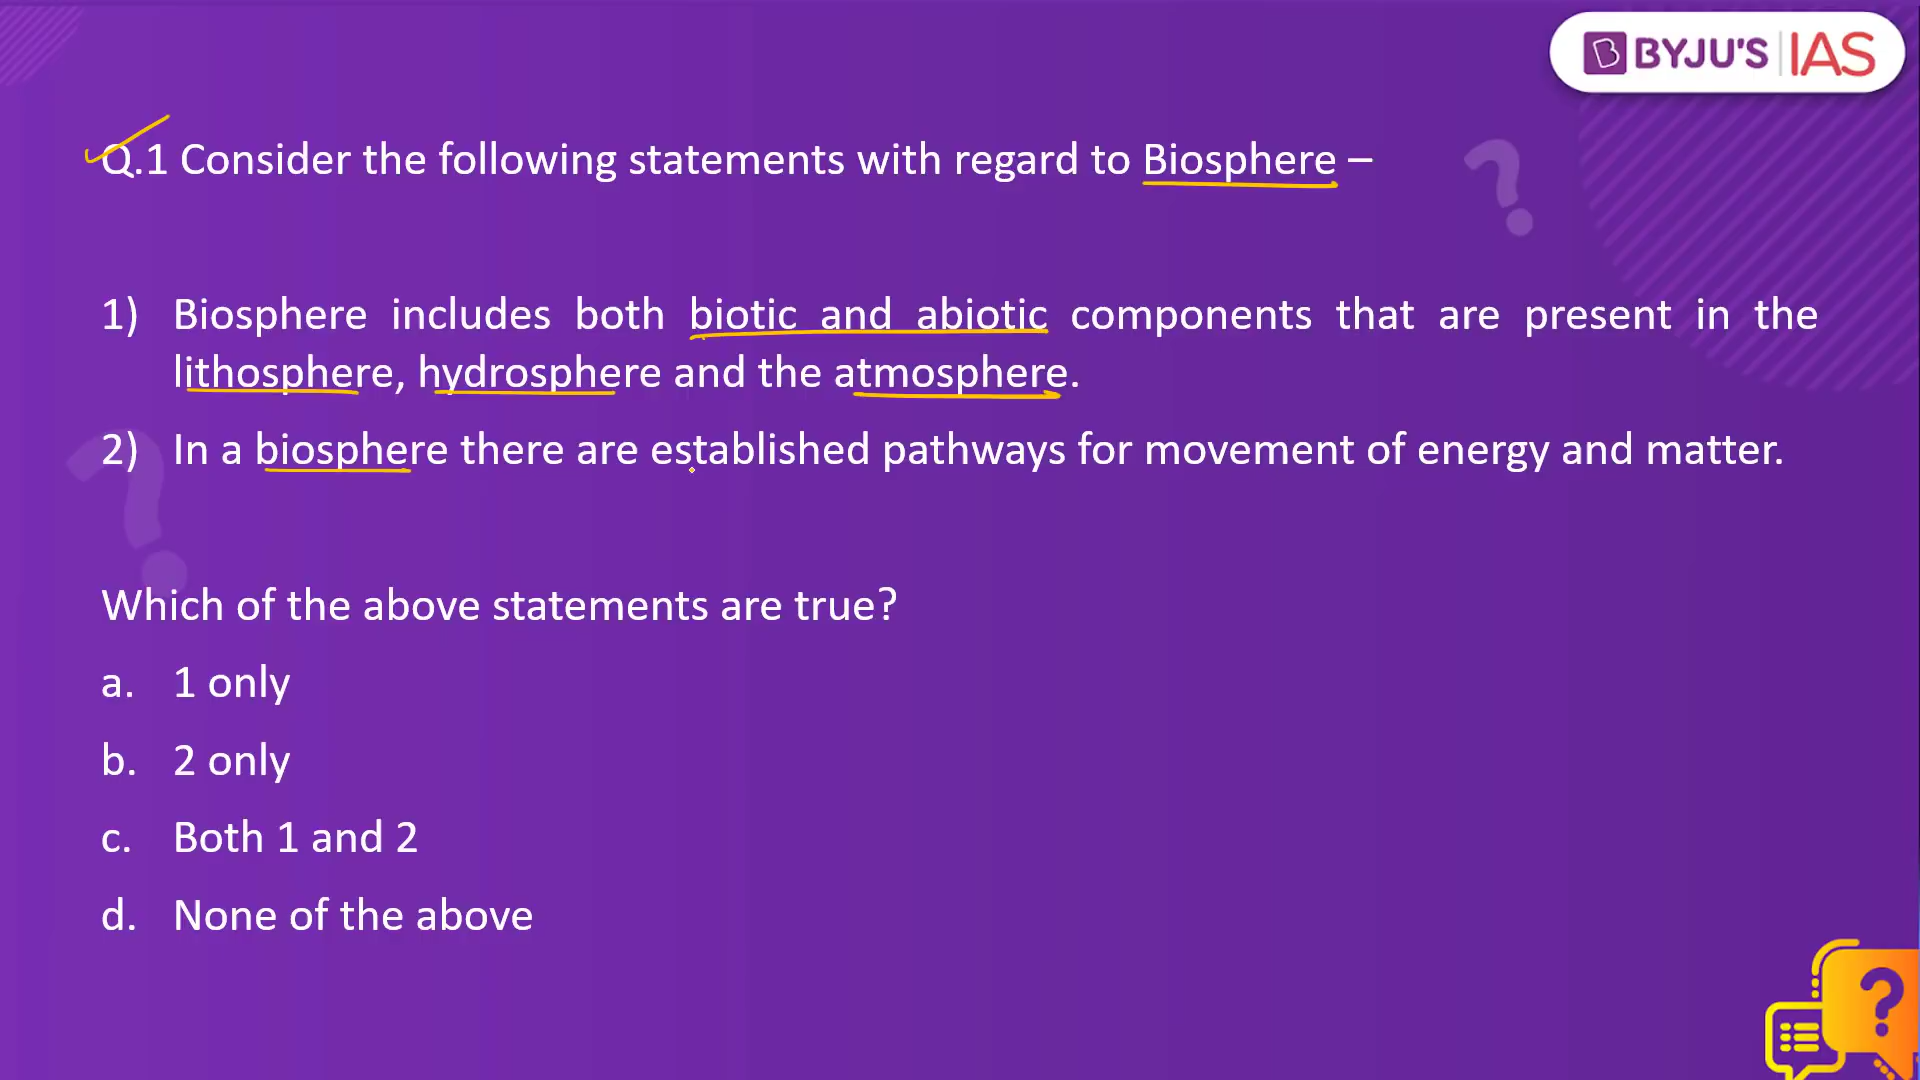 BYJU'S IAS
Q.1 Consider the following statements with regard to Biosphere –
1) Biosphere includes both biotic and abiotic components that are present in the
lithosphere, hydrosphere and the atmosphere.
2) In a biosphere there are established pathways for movement of energy and matter.
Which of the above statements are true?
a. 1 only
b. 2 only
c. Both 1 and 2
d. None of the above